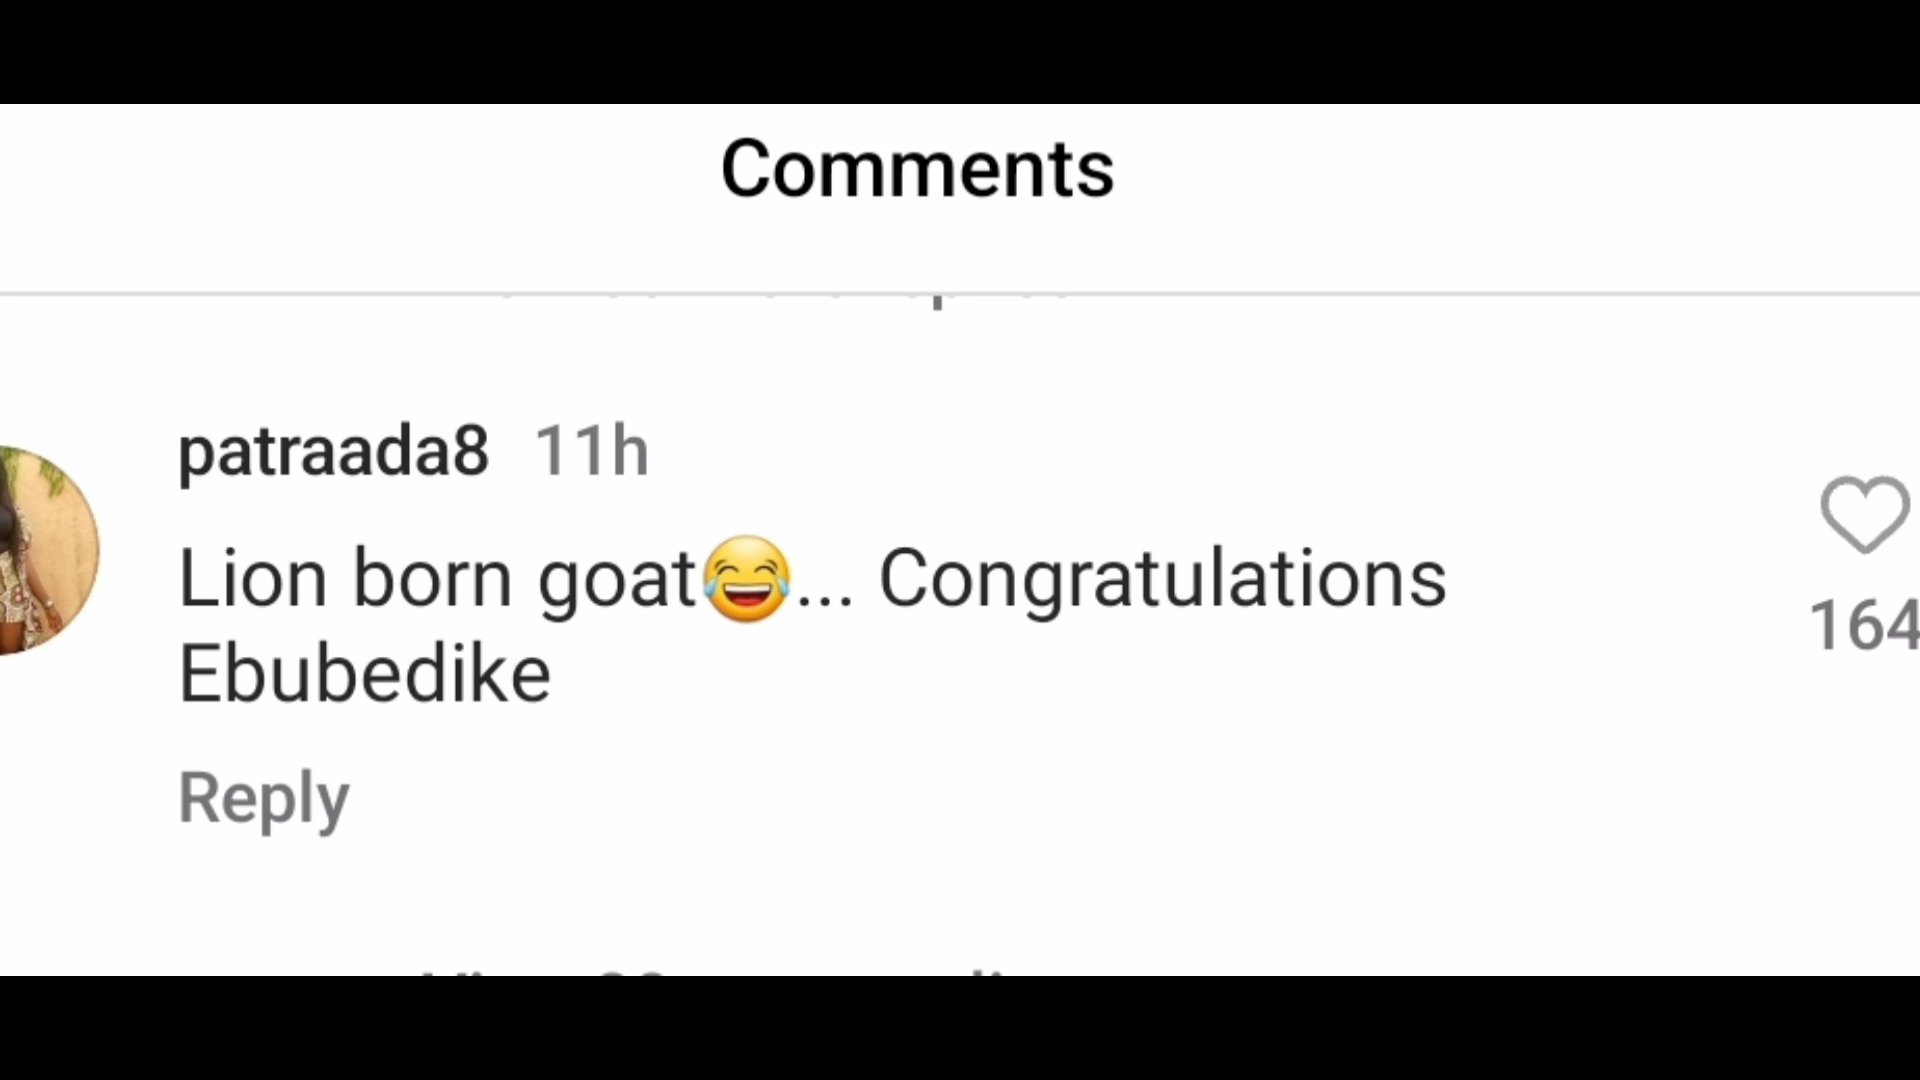 Comments
patraada8 11h
Lion born goat😂... Congratulations
Ebubedike
164
Reply